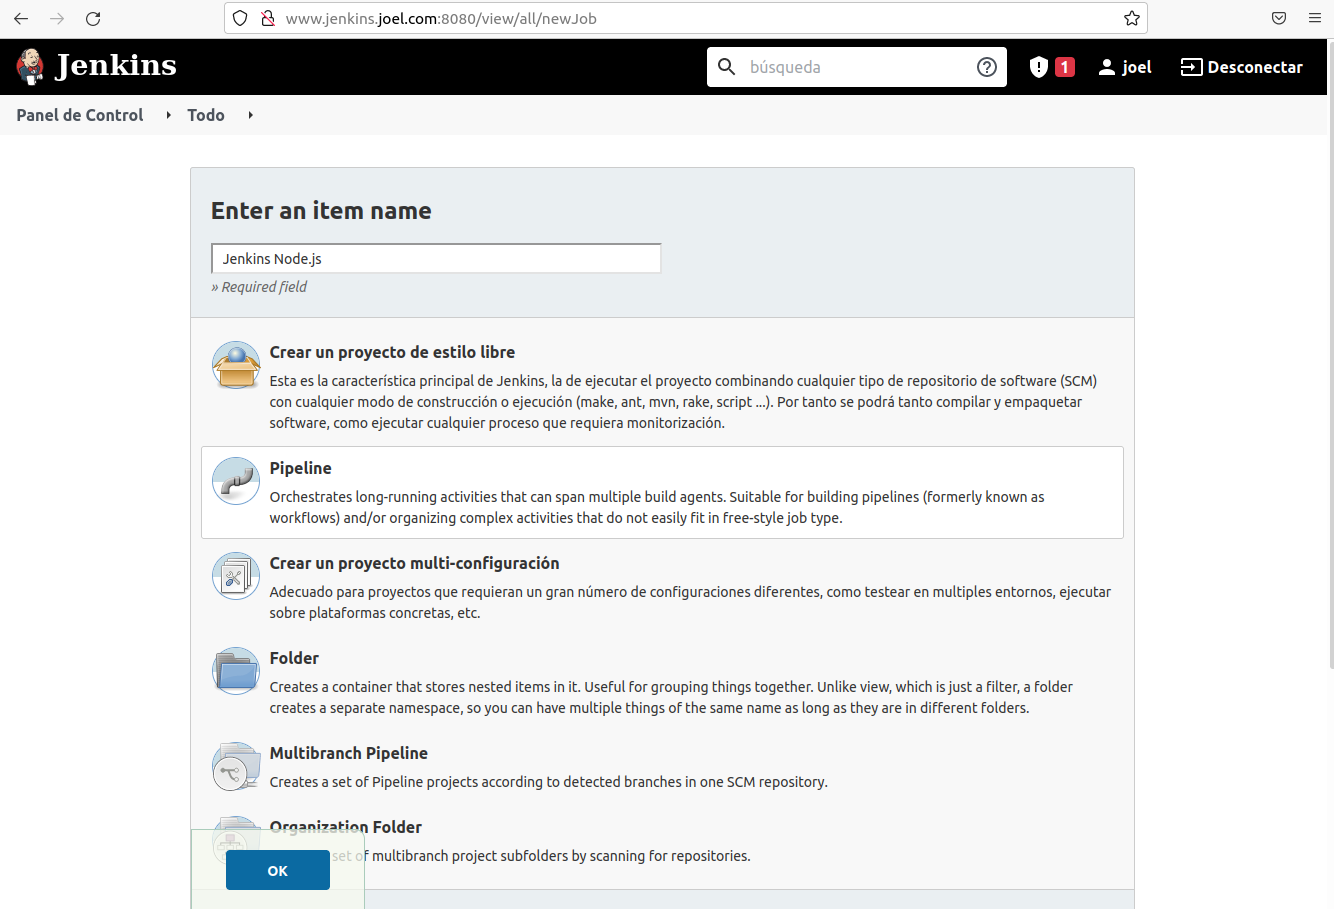 www.jenkins.joel.com:8080/view/all/newJob
Jenkins
búsqueda
1
joel
Desconectar
Panel de Control
Todo
Enter an item name
Jenkins Node.js
» Required field
Crear un proyecto de estilo libre
Esta es la característica principal de Jenkins, la de ejecutar el proyecto combinando cualquier tipo de repositorio de software (SCM)
con cualquier modo de construcción o ejecución (make, ant, mvn, rake, script ...). Por tanto se podrá tanto compilar y empaquetar
software, como ejecutar cualquier proceso que requiera monitorización.
Pipeline
Orchestrates long-running activities that can span multiple build agents. Suitable for building pipelines (formerly known as
workflows) and/or organizing complex activities that do not easily fit in free-style job type.
Crear un proyecto multi-configuración
Adecuado para proyectos que requieran un gran número de configuraciones diferentes, como testear en multiples entornos, ejecutar
sobre plataformas concretas, etc.
Folder
Creates a container that stores nested items in it. Useful for grouping things together. Unlike view, which is just a filter, a folder
creates a separate namespace, so you can have multiple things of the same name as long as they are in different folders.
Multibranch Pipeline
Creates a set of Pipeline projects according to detected branches in one SCM repository.
Organization Folder
set of multibranch project subfolders by scanning for repositories.
OK